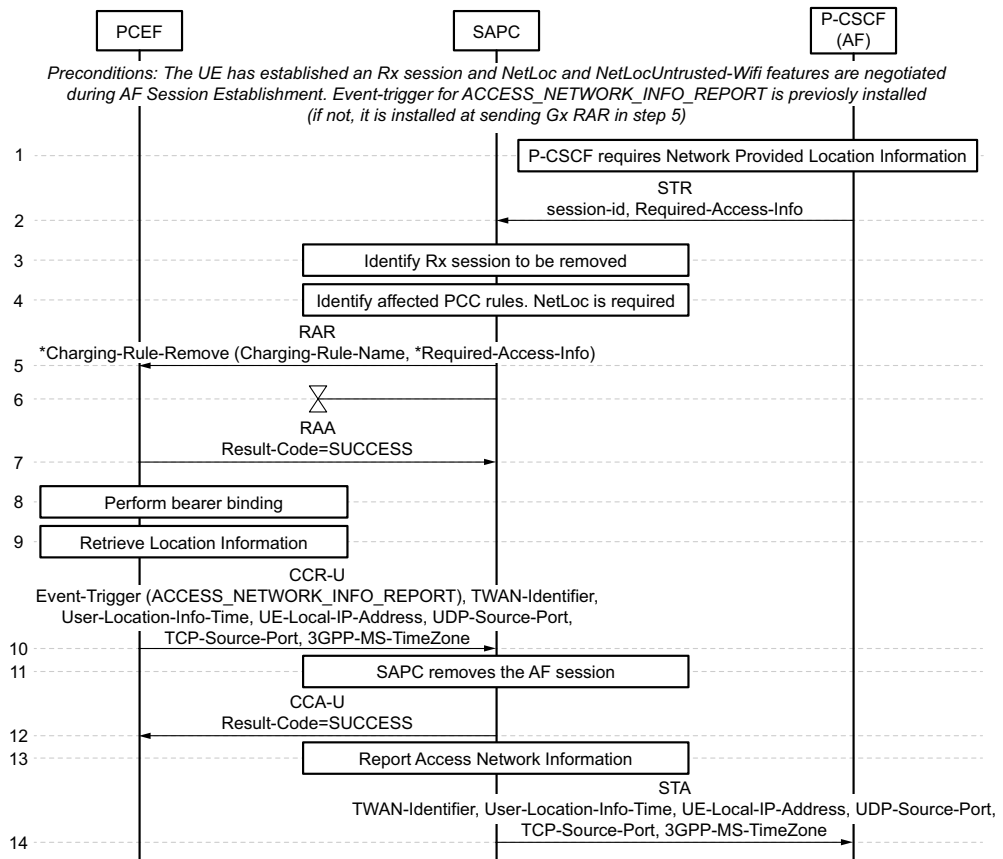 PCEF
SAPC
P-CSCF
(AF)
Preconditions: The UE has established an Rx session and NetLoc and NetLocUntrusted-Wifi features are negotiated
during AF Session Establishment. Event-trigger for ACCESS_NETWORK_INFO_REPORT is previosly installed
(if not, it is installed at sending Gx RAR in step 5)
1
P-CSCF requires Network Provided Location Information
STR
session-id, Required-Access-Info
2
3
Identify Rx session to be removed
4
Identify affected PCC rules. NetLoc is required
RAR
*Charging-Rule-Remove (Charging-Rule-Name, *Required-Access-Info)
5
6
RAA
Result-Code=SUCCESS
7
8
Perform bearer binding
9
Retrieve Location Information
CCR-U
Event-Trigger (ACCESS_NETWORK_INFO_REPORT), TWAN-Identifier,
User-Location-Info-Time, UE-Local-IP-Address, UDP-Source-Port,
TCP-Source-Port, 3GPP-MS-TimeZone
10
11
SAPC removes the AF session
CCA-U
Result-Code=SUCCESS
12
13
Report Access Network Information
STA
TWAN-Identifier, User-Location-Info-Time, UE-Local-IP-Address, UDP-Source-Port,
TCP-Source-Port, 3GPP-MS-TimeZone
14